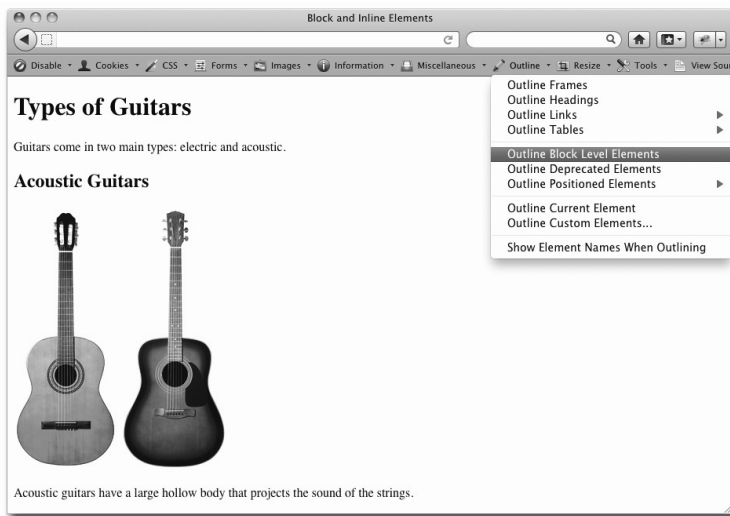 Block and Inline Elements
Disable Cookies CSS Forms Images Information Miscellaneous Outline Resize Tools View Sour
Outline Frames
Outline Headings
Outline Links
Outline Tables
Outline Block Level Elements
Outline Deprecated Elements
Outline Positioned Elements
Outline Current Element
Outline Custom Elements...
Show Element Names When Outlining
Types of Guitars
Guitars come in two main types: electric and acoustic.
Acoustic Guitars
Acoustic guitars have a large hollow body that projects the sound of the strings.